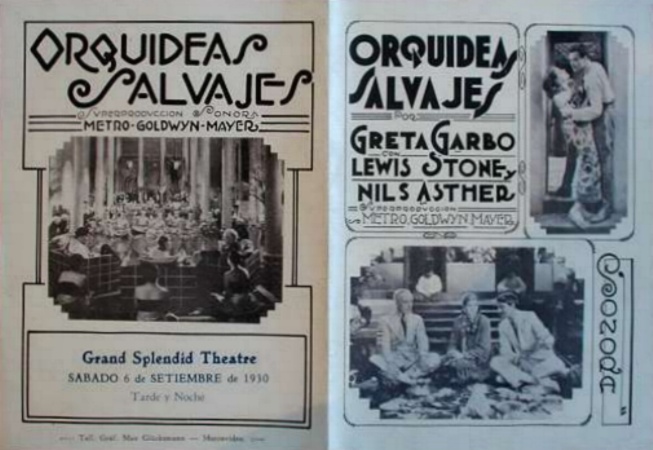 ORQUIDEAS
SALVAJES
SUPERPRODUCCION SONORA
METRO-GOLDWYN-MAYER
Grand Splendid Theatre
SABADO 6 de SETIEMBRE de 1930
Tarde y Noche
Tall. Gráf. Max Glücksmann — Montevideo
ORQUIDEAS
SALVAJES
POR
GRETA GARBO
CON
LEWIS STONE y
NILS ASTHER
SUPERPRODUCCION
METRO, GOLDWYN, MAYER
SONORA